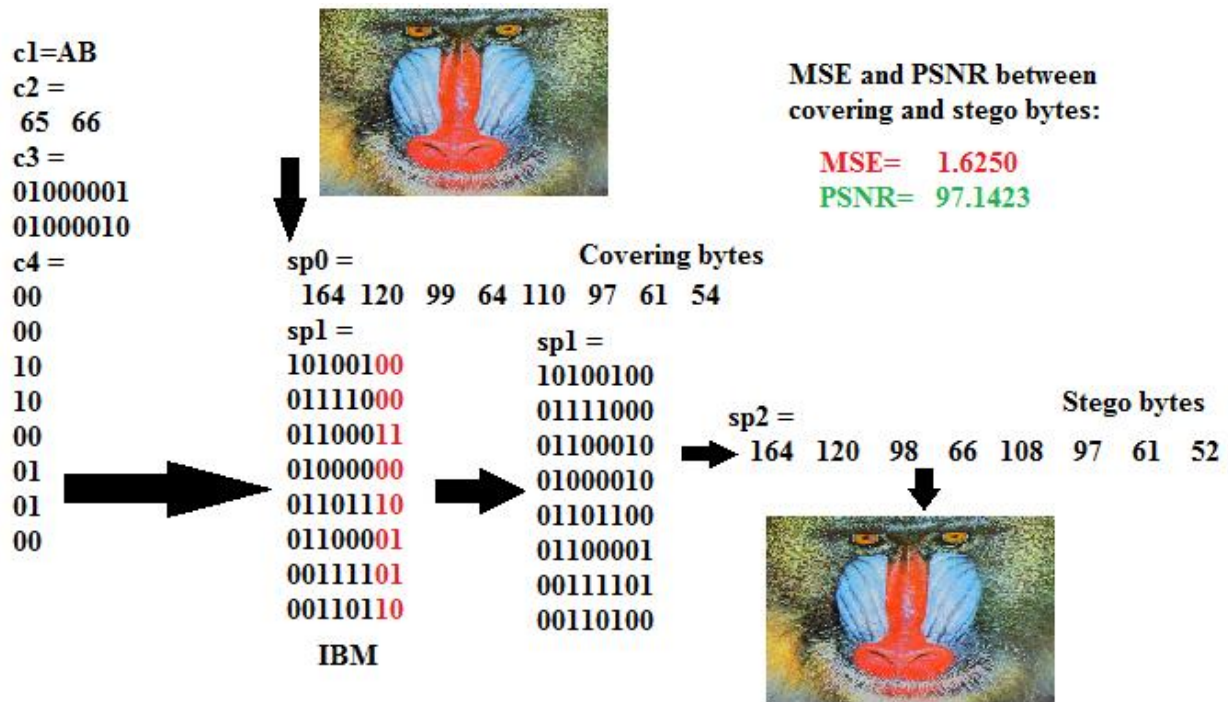 c1=AB
c2 =
65 66
c3 =
01000001
01000010
c4 =
00
00
10
10
00
01
01
00
sp0 =
Covering bytes
164 120 99 64 110 97 61 54
sp1 =
10100100
01111000
01100011
01000000
01101110
01100001
00111101
00110110
IBM
sp1 =
10100100
01111000
01100010
01000010
01101100
01100001
00111101
00110100
MSE and PSNR between
covering and stego bytes:
MSE= 1.6250
PSNR= 97.1423
Stego bytes
sp2 =
164 120 98 66 108 97 61 52